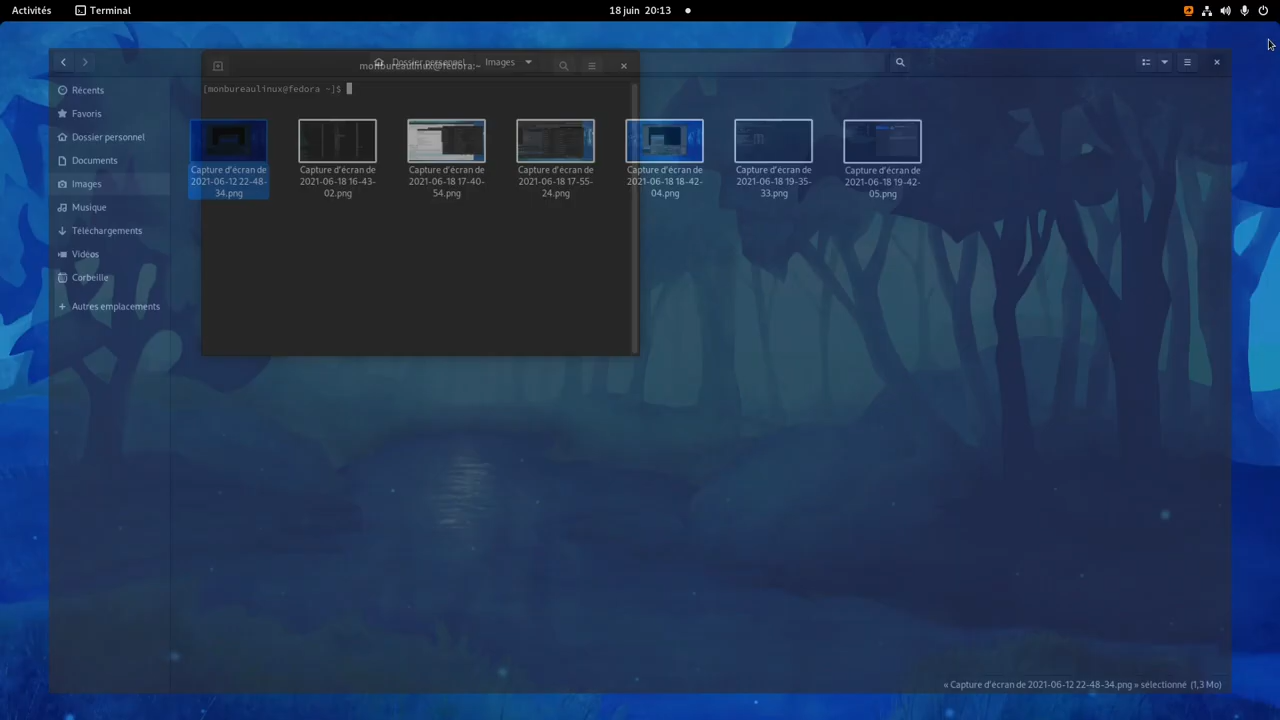 Activités
Terminal
18 juin 20:13
Dossier personnel
Images
monbureaulinux@fedora:~
Récents
Favoris
Dossier personnel
Documents
Images
Musique
Téléchargements
Vidéos
Corbeille
Autres emplacements
[monbureaulinux@fedora ~]$
Capture d'écran de
2021-06-12 22-48-
34.png
Capture d'écran de
2021-06-18 16-43-
02.png
Capture d'écran de
2021-06-18 17-40-
54.png
Capture d'écran de
2021-06-18 17-55-
24.png
Capture d'écran de
2021-06-18 18-42-
04.png
Capture d'écran de
2021-06-18 19-35-
33.png
Capture d'écran de
2021-06-18 19-42-
05.png
« Capture d'écran de 2021-06-12 22-48-34.png » sélectionné (1,3 Mo)